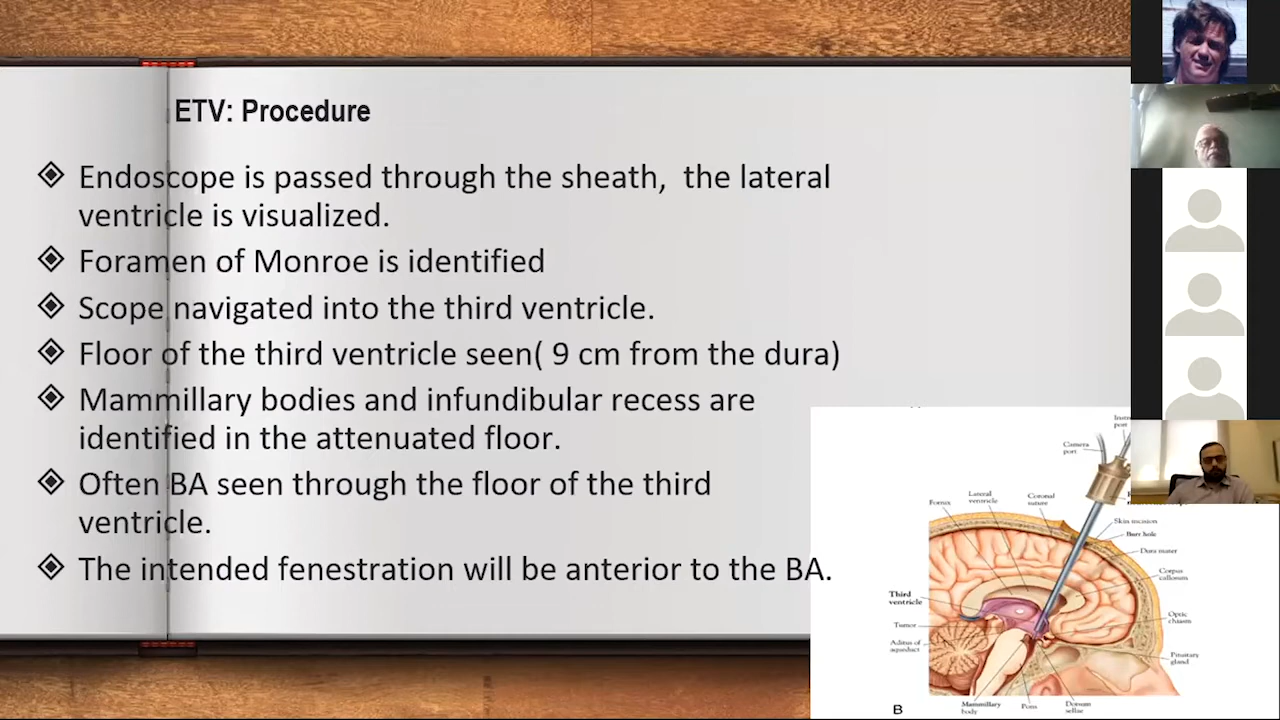 ETV: Procedure
Endoscope is passed through the sheath,  the lateral
ventricle is visualized.
Foramen of Monroe is identified
Scope navigated into the third ventricle.
Floor of the third ventricle seen( 9 cm from the dura)
Mammillary bodies and infundibular recess are
identified in the attenuated floor.
Often BA seen through the floor of the third
ventricle.
The intended fenestration will be anterior to the BA.
Camera
port
Fornix
Lateral
ventricle
Coronal
suture
Skin incision
Burr hole
Dura mater
Corpus
callosum
Third
ventricle
Optic
chiasm
Tumor
Aditus of
aqueduct
Pituitary
gland
Mammillary
body
Pons
Dorsum
sellae
B